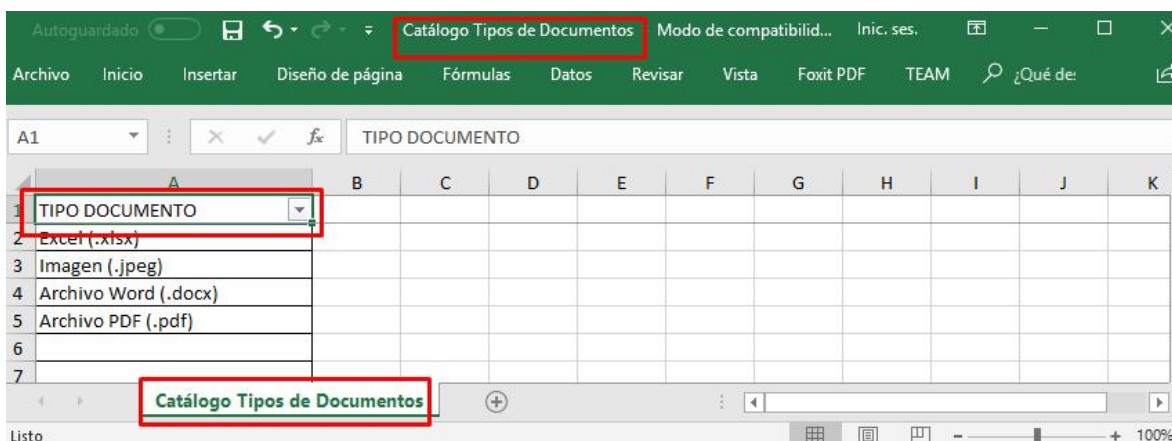 Autoguardado Catálogo Tipos de Documentos - Modo de compatibilid... Inic. ses.
Archivo Inicio Insertar Diseño de página Fórmulas Datos Revisar Vista Foxit PDF TEAM ¿Qué de
A1 fx TIPO DOCUMENTO
A B C D E F G H I J K
1 TIPO DOCUMENTO
2 Excel (.xlsx)
3 Imagen (.jpeg)
4 Archivo Word (.docx)
5 Archivo PDF (.pdf)
6
7
Catálogo Tipos de Documentos
Listo 100%